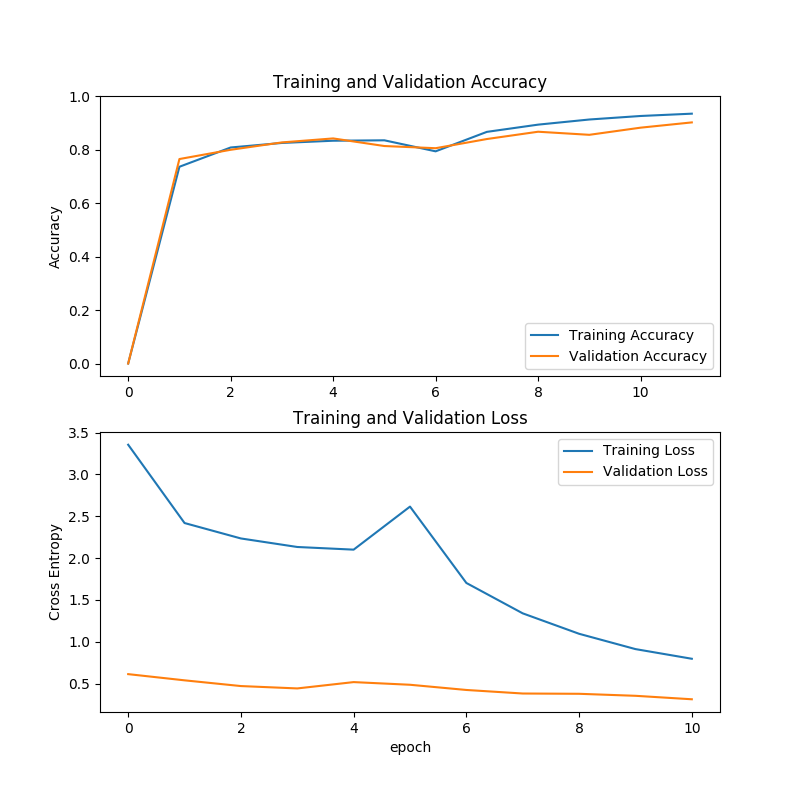 Training and Validation Accuracy
1.0
0.8
0.6
0.4
0.2
0.0
Accuracy
Training Accuracy
Validation Accuracy
0 2 4 6 8 10
Training and Validation Loss
3.5
3.0
2.5
2.0
1.5
1.0
0.5
Cross Entropy
Training Loss
Validation Loss
0 2 4 6 8 10
epoch